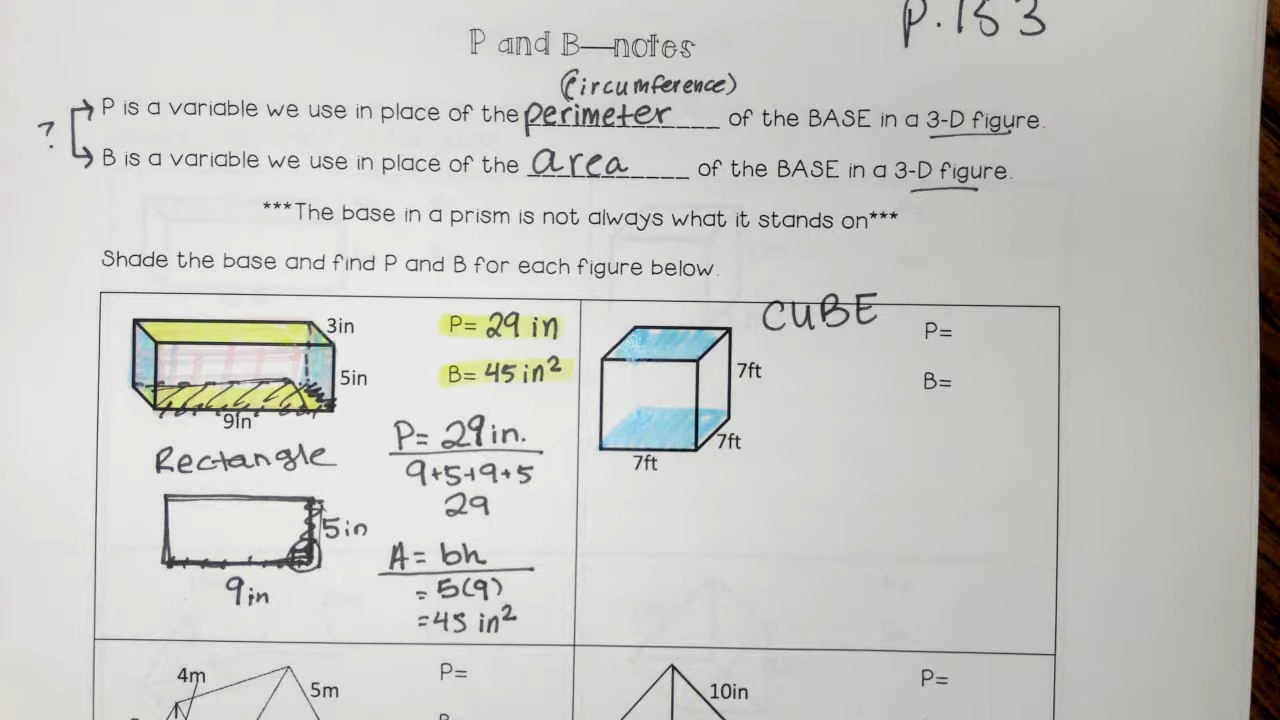 p. 153
P and B—notes
(circumference)
P is a variable we use in place of the perimeter of the BASE in a 3-D figure.
?
B is a variable we use in place of the area of the BASE in a 3-D figure.
***The base in a prism is not always what it stands on***
Shade the base and find P and B for each figure below.
3in
5in
9in
P= 29 in
B= 45 in²
Rectangle
5in
9in
P= 29in.
9+5+9+5
29
A= bh
= 5(9)
=45 in²
CUBE
7ft
7ft
7ft
P=
B=
4m
5m
P=
B
10in
P=